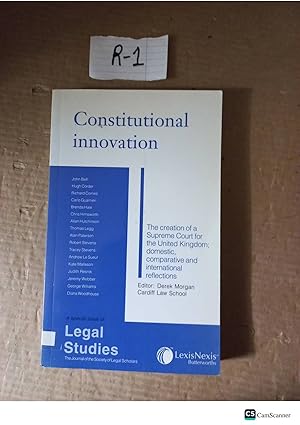 R-1
Constitutional
innovation
John Bell
Hugh Corder
Richard Cornes
Carlo Guarnieri
Brenda Hale
Chris Himsworth
Allan Hutchinson
Thomas Legg
Alan Paterson
Robert Stevens
Tracey Stevens
Andrew Le Sueur
Kate Malleson
Judith Resnik
Jeremy Webber
George Williams
Diana Woodhouse
The creation of a
Supreme Court for
the United Kingdom:
domestic,
comparative and
international
reflections
Editor: Derek Morgan
Cardiff Law School
A special issue of
Legal
Studies
The Journal of the Society of Legal Scholars
LexisNexis
Butterworths
CS CamScanner